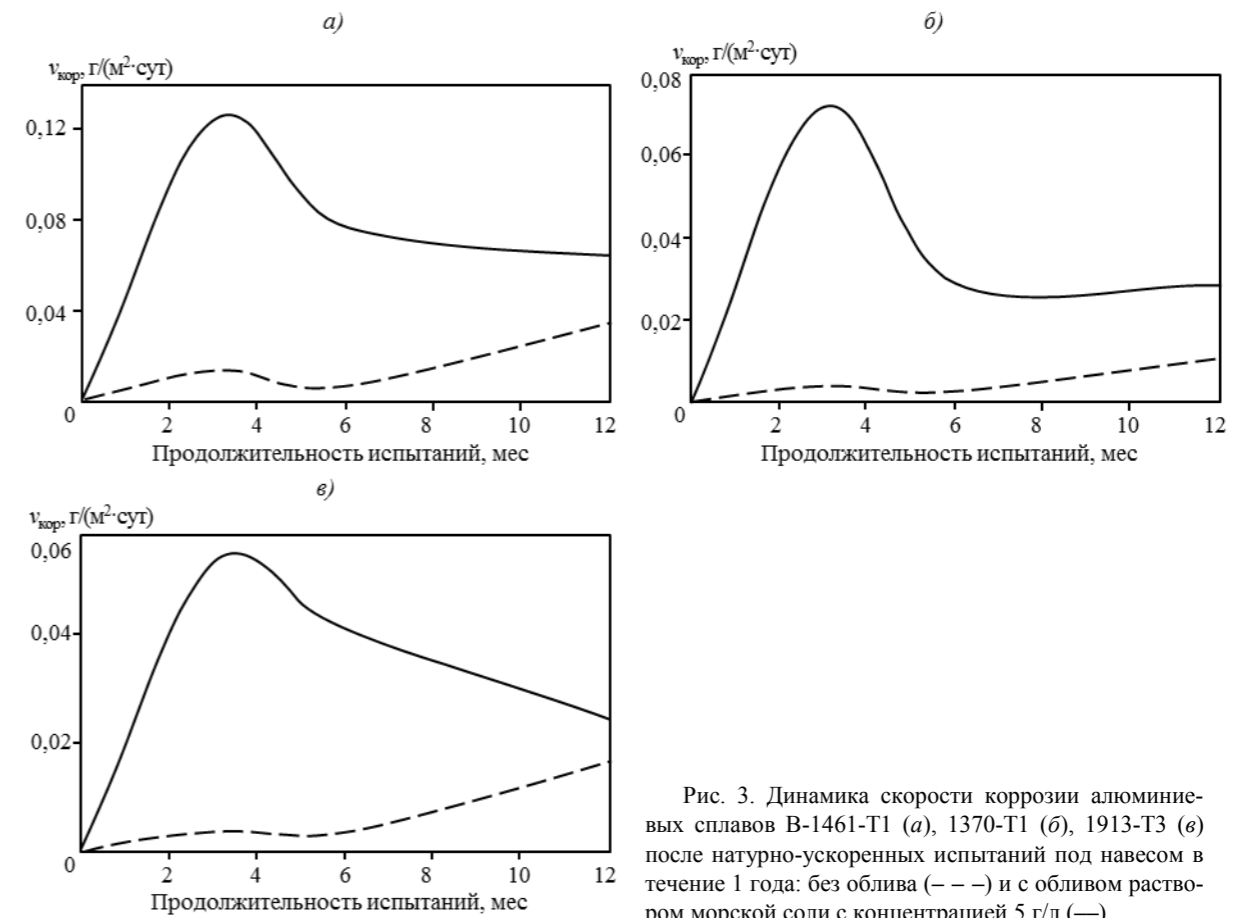 а)
v_кор, г/(м²·сут)
0,12
0,08
0,04
0 2 4 6 8 10 12
Продолжительность испытаний, мес
б)
v_кор, г/(м²·сут)
0,08
0,06
0,04
0,02
0 2 4 6 8 10 12
Продолжительность испытаний, мес
в)
v_кор, г/(м²·сут)
0,06
0,04
0,02
0 2 4 6 8 10 12
Продолжительность испытаний, мес
Рис. 3. Динамика скорости коррозии алюминие-
вых сплавов В-1461-Т1 (а), 1370-Т1 (б), 1913-Т3 (в)
после натурно-ускоренных испытаний под навесом в
течение 1 года: без облива (– – –) и с обливом раство-
ром морской соли с концентрацией 5 г/л (—)